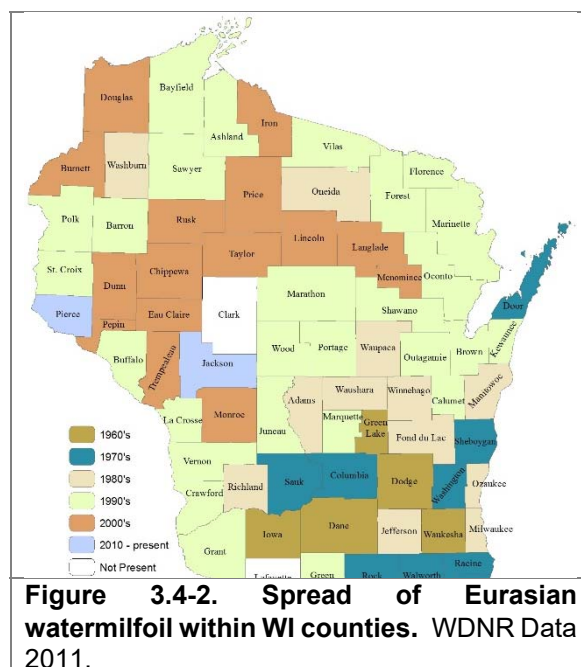 Bayfield
Douglas
Iron
Ashland
Vilas
Burnett
Washburn
Sawyer
Florence
Oneida
Forest
Price
Polk
Barron
Rusk
Marinette
Lincoln
Langlade
Taylor
St. Croix
Chippewa
Menominee
Oconto
Dunn
Marathon
Door
Pierce
Clark
Shawano
Pepin
Eau Claire
Kewaunee
Buffalo
Trempealeau
Jackson
Wood
Portage
Waupaca
Outagamie
Brown
Manitowoc
Adams
Waushara
Winnebago
Calumet
La Crosse
Monroe
Juneau
Marquette
Green
Lake
Fond du Lac
Sheboygan
Vernon
Crawford
Richland
Sauk
Columbia
Dodge
Washington
Ozaukee
Grant
Iowa
Dane
Jefferson
Waukesha
Milwaukee
Lafayette
Green
Rock
Walworth
Racine
1960's
1970's
1980's
1990's
2000's
2010 - present
Not Present
Figure 3.4-2. Spread of Eurasian
watermilfoil within WI counties. WDNR Data
2011.